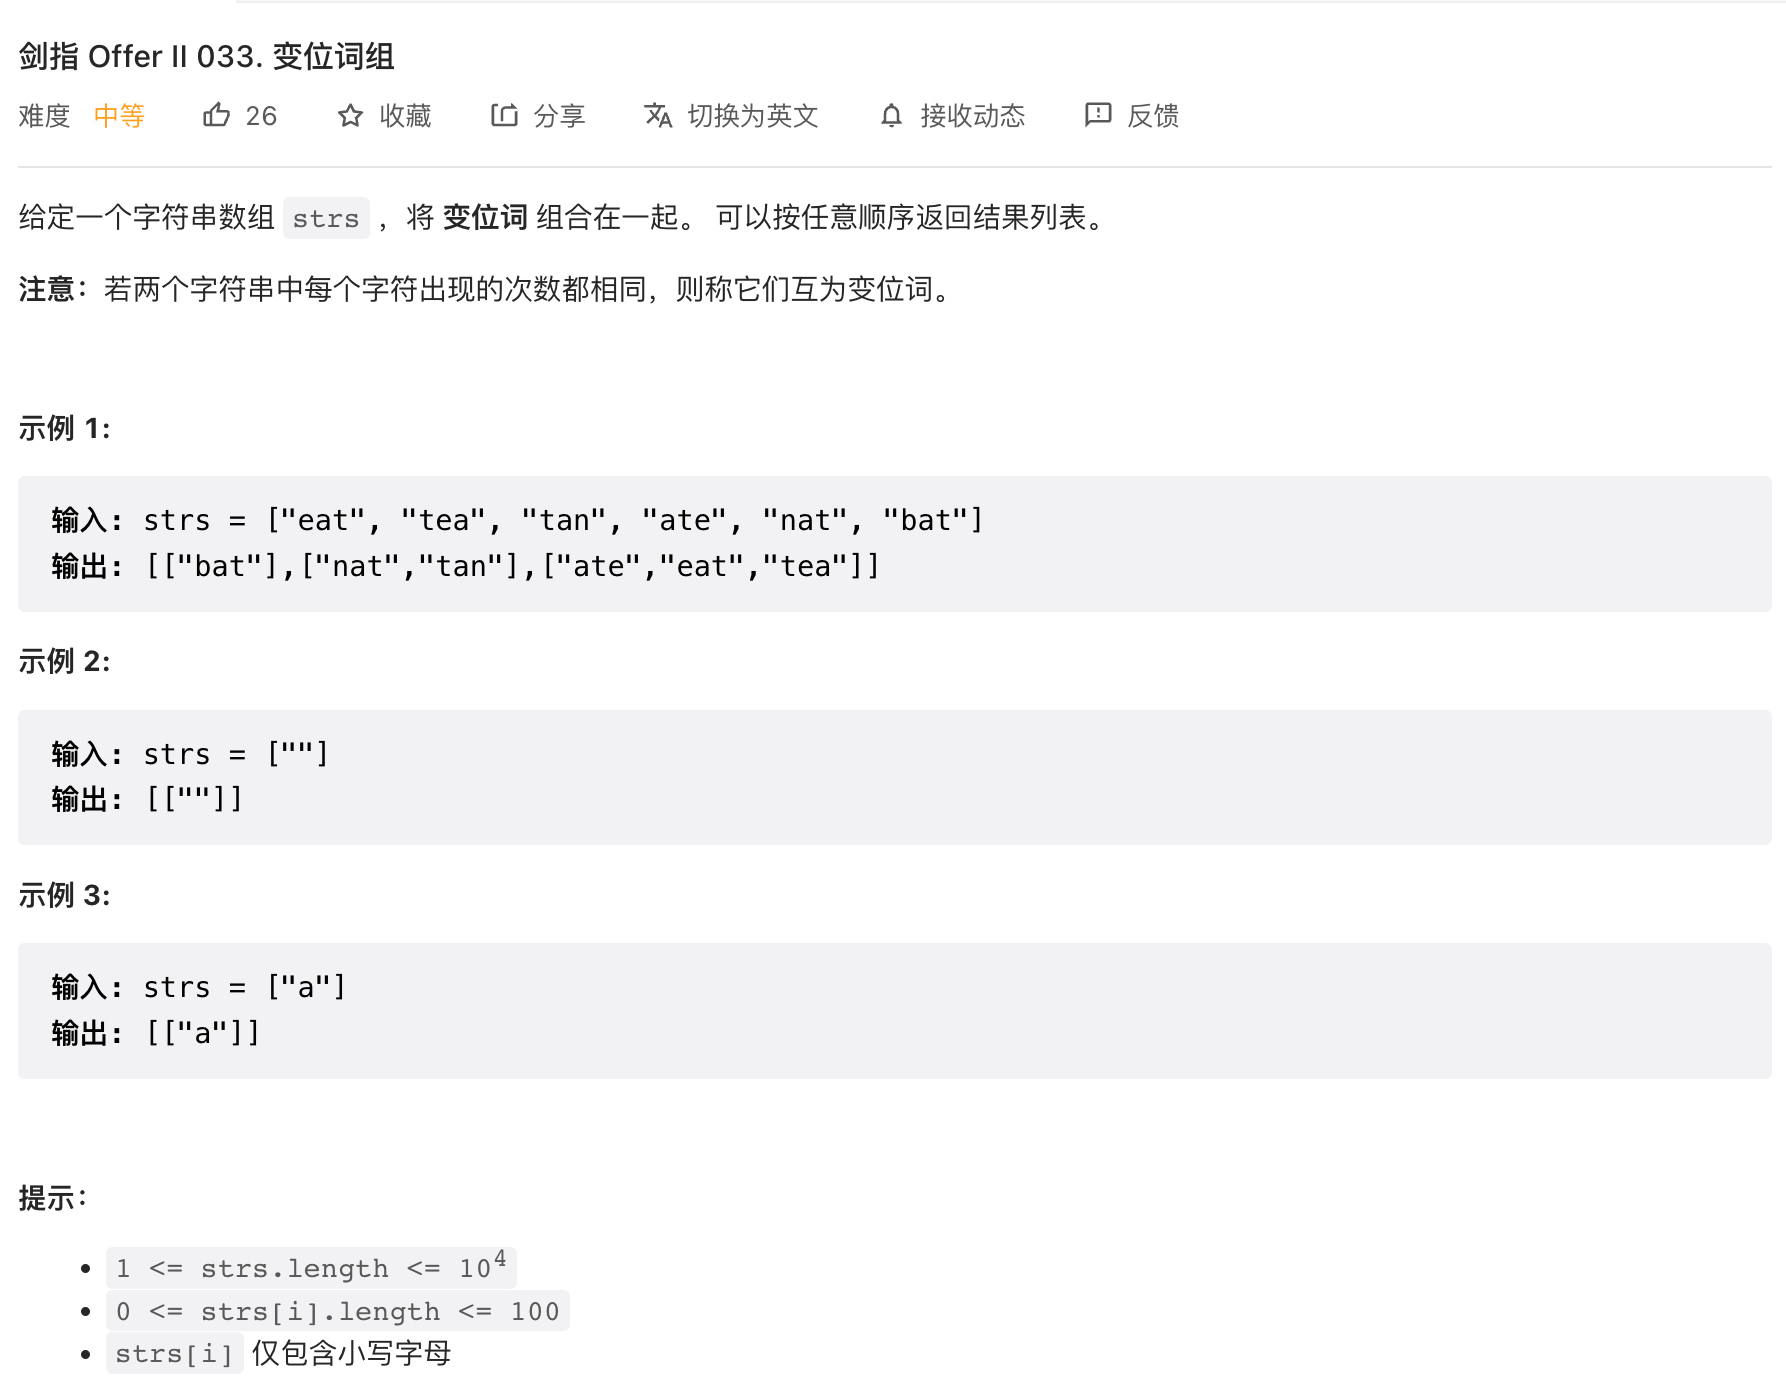 剑指 Offer II 033. 变位词组
难度 中等 26 收藏 分享 切换为英文 接收动态 反馈
给定一个字符串数组 strs ，将 变位词 组合在一起。 可以按任意顺序返回结果列表。
注意：若两个字符串中每个字符出现的次数都相同，则称它们互为变位词。
示例 1:
输入: strs = ["eat", "tea", "tan", "ate", "nat", "bat"]
输出: [["bat"],["nat","tan"],["ate","eat","tea"]]
示例 2:
输入: strs = [""]
输出: [[""]]
示例 3:
输入: strs = ["a"]
输出: [["a"]]
提示：
1 <= strs.length <= 10⁴
0 <= strs[i].length <= 100
strs[i] 仅包含小写字母